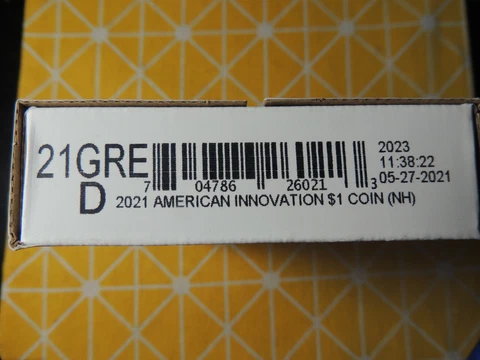 21GRE
D
7 04786 26021 3
2023
11:38:22
05-27-2021
2021 AMERICAN INNOVATION $1 COIN (NH)